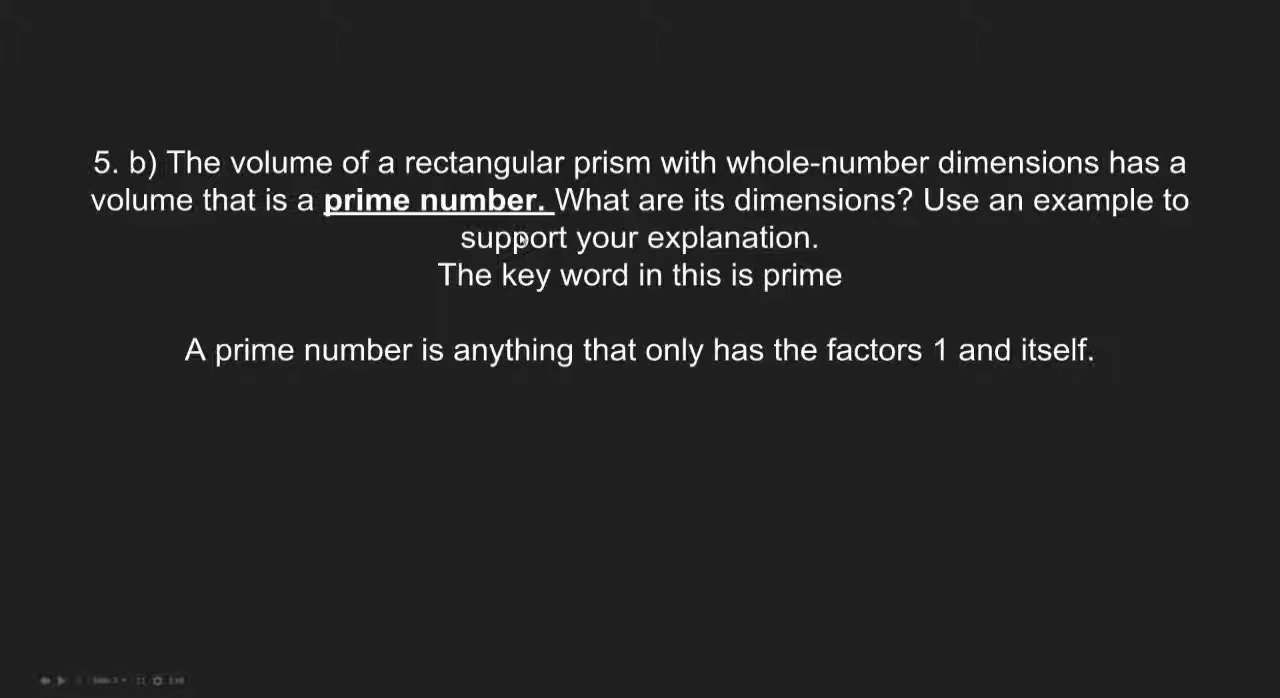 5. b) The volume of a rectangular prism with whole-number dimensions has a
volume that is a prime number. What are its dimensions? Use an example to
support your explanation.
The key word in this is prime
A prime number is anything that only has the factors 1 and itself.